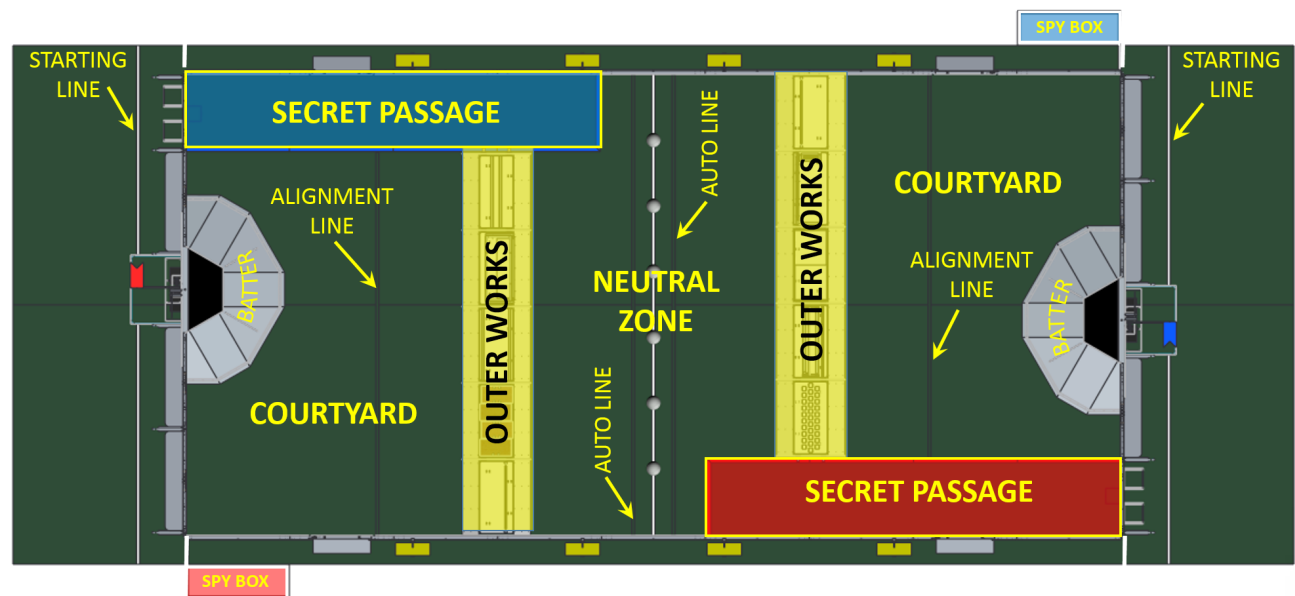 SPY BOX
STARTING
LINE
STARTING
LINE
SECRET PASSAGE
AUTO LINE
COURTYARD
ALIGNMENT
LINE
OUTER WORKS
OUTER WORKS
BATTER
NEUTRAL
ZONE
ALIGNMENT
LINE
BATTER
COURTYARD
AUTO LINE
SECRET PASSAGE
SPY BOX